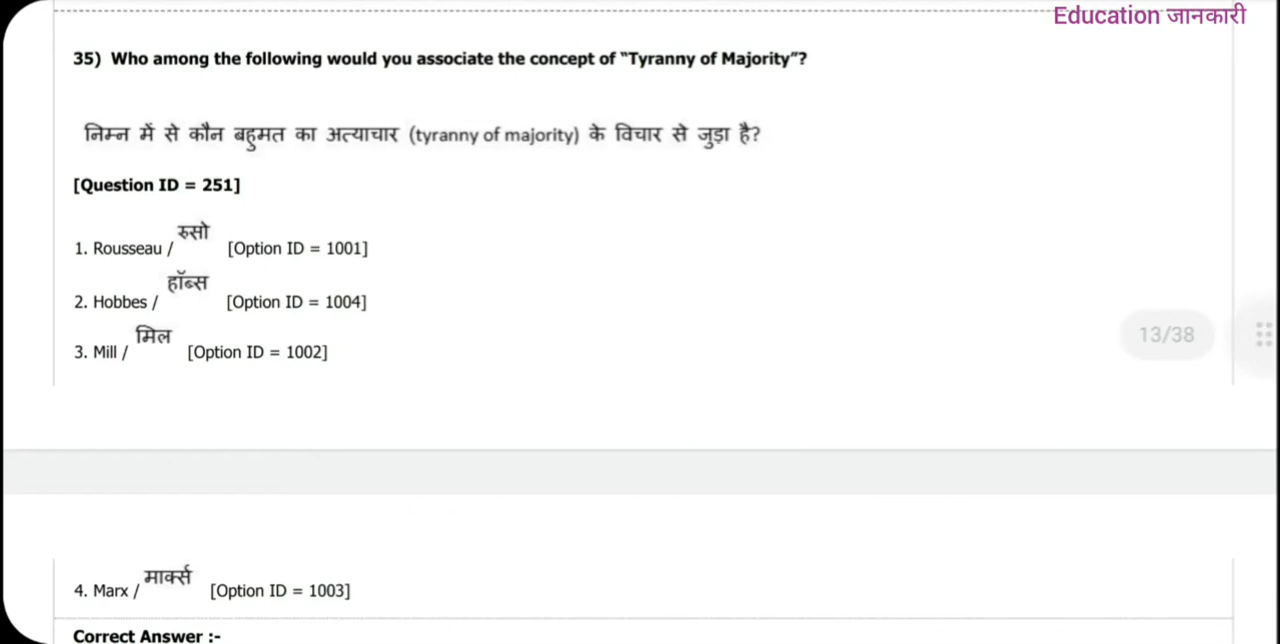 Education जानकारी
35) Who among the following would you associate the concept of "Tyranny of Majority"?
निम्न में से कौन बहुमत का अत्याचार (tyranny of majority) के विचार से जुड़ा है?
[Question ID = 251]
1. Rousseau / रुसो [Option ID = 1001]
2. Hobbes / हॉब्स [Option ID = 1004]
3. Mill / मिल [Option ID = 1002]
13/38
4. Marx / मार्क्स [Option ID = 1003]
Correct Answer :-